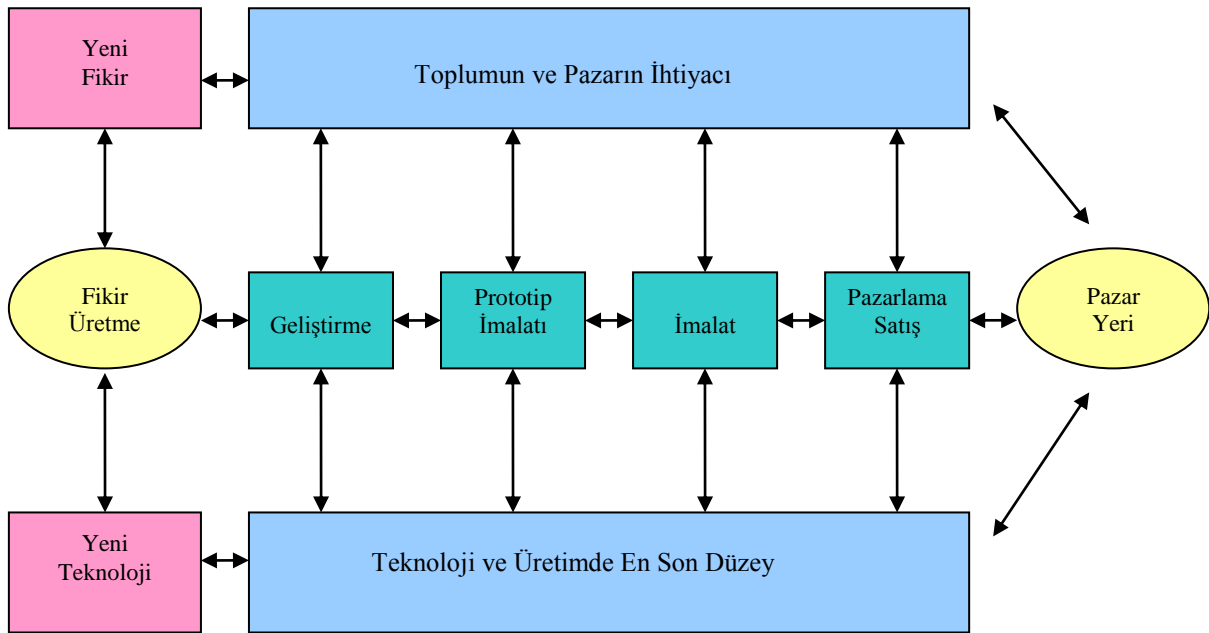 Yeni
Fikir
Toplumun ve Pazarın İhtiyacı
Fikir
Üretme
Geliştirme
Prototip
İmalatı
İmalat
Pazarlama
Satış
Pazar
Yeri
Yeni
Teknoloji
Teknoloji ve Üretimde En Son Düzey